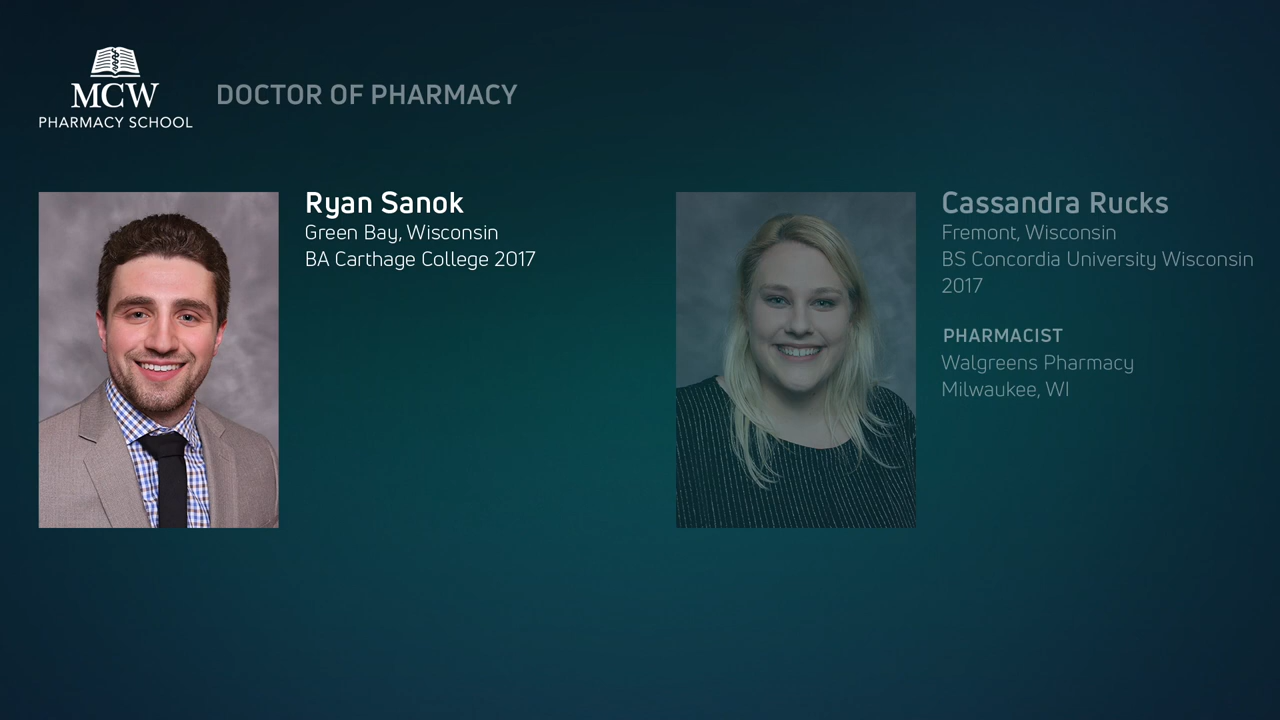 MCW
PHARMACY SCHOOL
DOCTOR OF PHARMACY
Ryan Sanok
Green Bay, Wisconsin
BA Carthage College 2017
Cassandra Rucks
Fremont, Wisconsin
BS Concordia University Wisconsin
2017
PHARMACIST
Walgreens Pharmacy
Milwaukee, WI